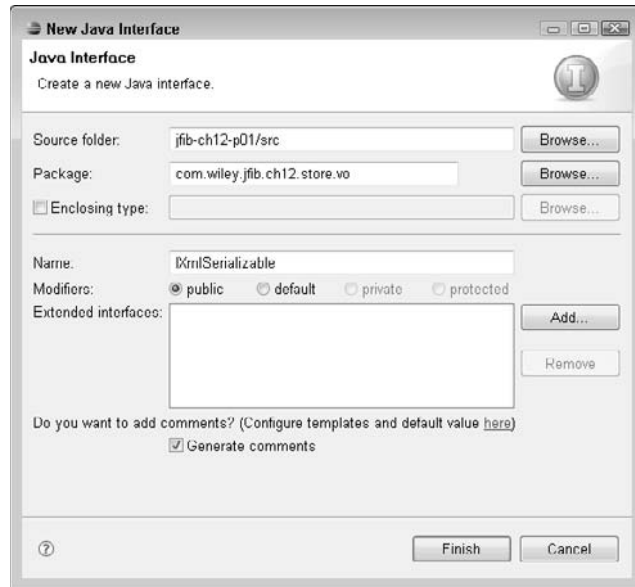 New Java Interface
Java Interface
Create a new Java interface.
Source folder: jfib-ch12-p01/src Browse...
Package: com.wiley.jfib.ch12.store.vo Browse...
Enclosing type: Browse...
Name: IXmlSerializable
Modifiers: public default private protected
Extended interfaces: Add...
Remove
Do you want to add comments? (Configure templates and default value here)
Generate comments
Finish Cancel